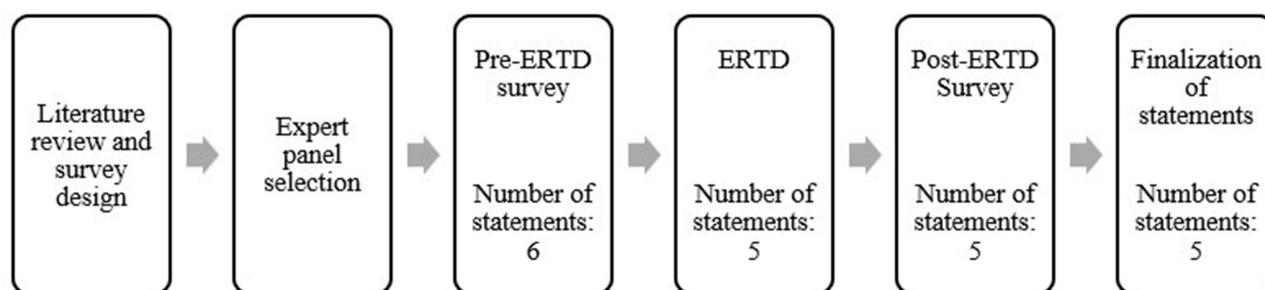 Literature
review and
survey
design
Expert
panel
selection
Pre-ERTD
survey
Number of
statements:
6
ERTD
Number of
statements:
5
Post-ERTD
Survey
Number of
statements:
5
Finalization
of
statements
Number of
statements:
5